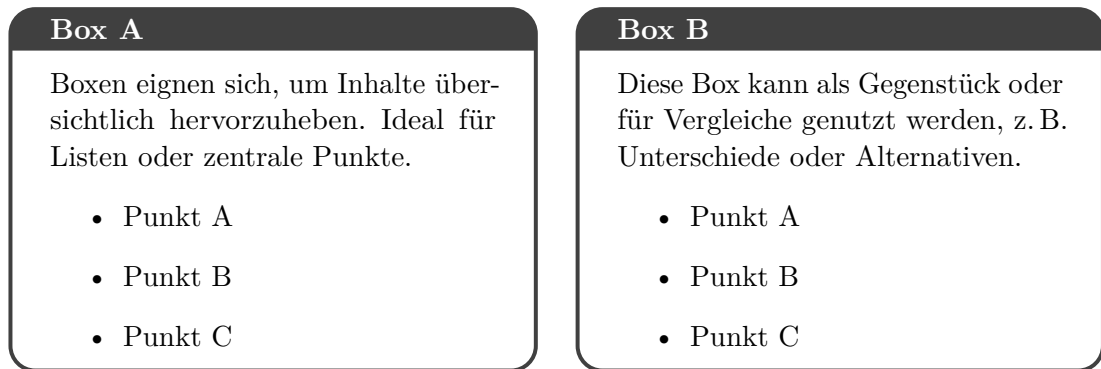 Box A
Boxen eignen sich, um Inhalte über-
sichtlich hervorzuheben. Ideal für
Listen oder zentrale Punkte.
• Punkt A
• Punkt B
• Punkt C
Box B
Diese Box kann als Gegenstück oder
für Vergleiche genutzt werden, z. B.
Unterschiede oder Alternativen.
• Punkt A
• Punkt B
• Punkt C